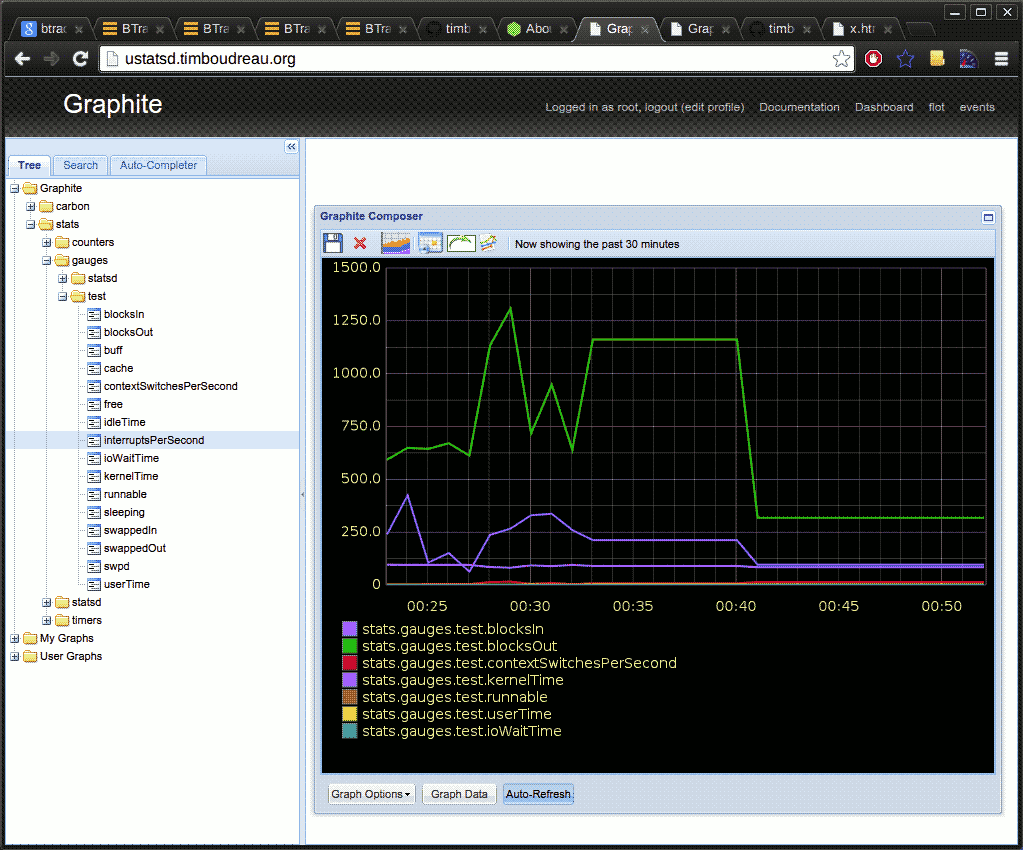 btrac
BTra
BTra
BTra
BTra
timb
Abou
Grap
Grap
timb
x.htm
ustatsd.timboudreau.org
Graphite
Logged in as root, logout (edit profile) Documentation Dashboard flot events
Tree Search Auto-Completer
Graphite
carbon
stats
counters
gauges
statsd
test
blocksIn
blocksOut
buff
cache
contextSwitchesPerSecond
free
idleTime
interruptsPerSecond
ioWaitTime
kernelTime
runnable
sleeping
swappedIn
swappedOut
swpd
userTime
statsd
timers
My Graphs
User Graphs
Graphite Composer
Now showing the past 30 minutes
1500.0
1250.0
1000.0
750.0
500.0
250.0
0
00:25 00:30 00:35 00:40 00:45 00:50
stats.gauges.test.blocksIn
stats.gauges.test.blocksOut
stats.gauges.test.contextSwitchesPerSecond
stats.gauges.test.kernelTime
stats.gauges.test.runnable
stats.gauges.test.userTime
stats.gauges.test.ioWaitTime
Graph Options Graph Data Auto-Refresh